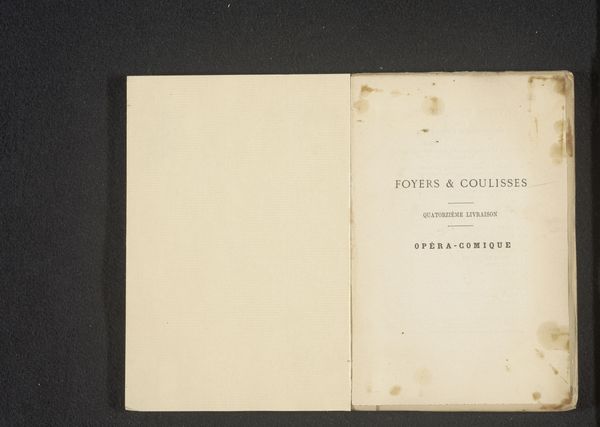 FOYERS & COULISSES
QUATORZIÈME LIVRAISON
OPÉRA-COMIQUE